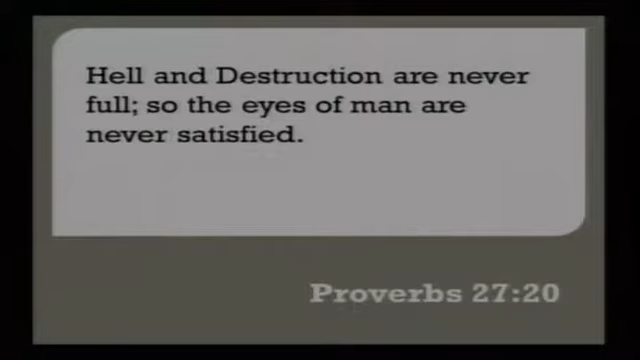 Hell and Destruction are never
full; so the eyes of man are
never satisfied.
Proverbs 27:20